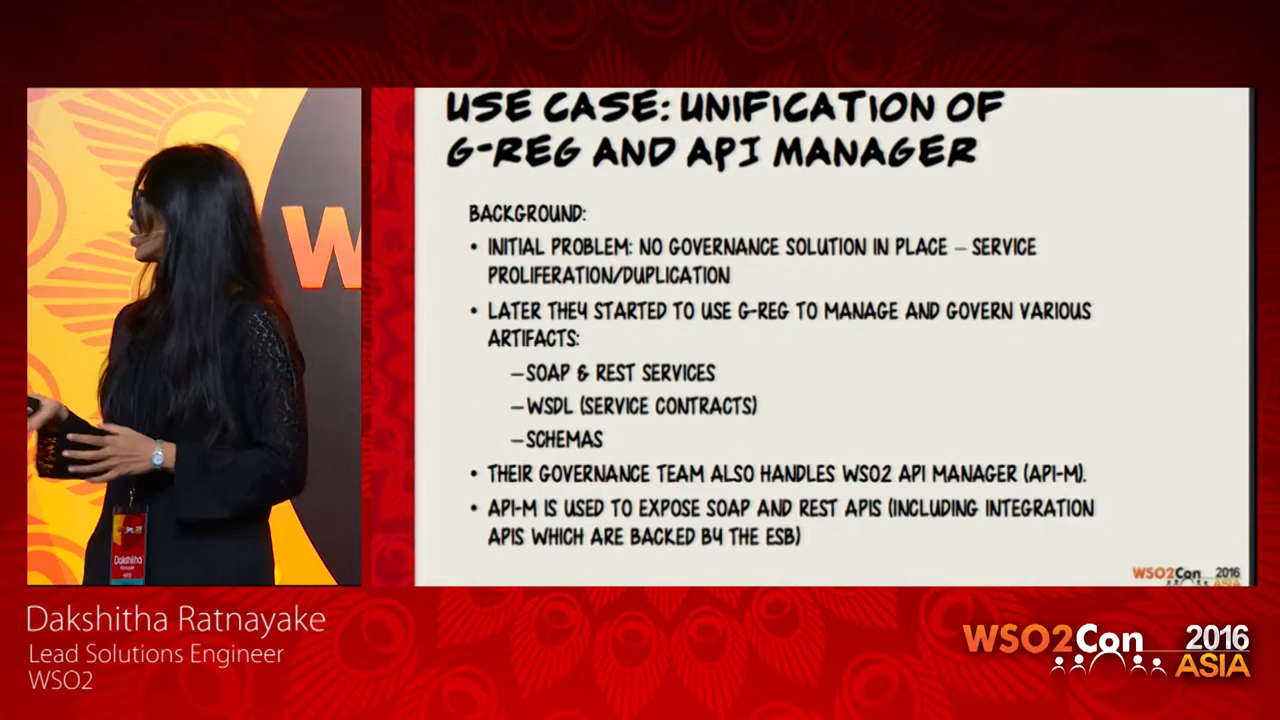 USE CASE: UNIFICATION OF
G-REG AND API MANAGER
BACKGROUND:
• INITIAL PROBLEM: NO GOVERNANCE SOLUTION IN PLACE – SERVICE
PROLIFERATION/DUPLICATION
• LATER THEY STARTED TO USE G-REG TO MANAGE AND GOVERN VARIOUS
ARTIFACTS:
– SOAP & REST SERVICES
– WSDL (SERVICE CONTRACTS)
– SCHEMAS
• THEIR GOVERNANCE TEAM ALSO HANDLES WSO2 API MANAGER (API-M).
• API-M IS USED TO EXPOSE SOAP AND REST APIS (INCLUDING INTEGRATION
APIS WHICH ARE BACKED BY THE ESB)
WSO2Con 2016
ASIA
W
Dakshitha
Dakshitha Ratnayake
Lead Solutions Engineer
WSO2
WSO2Con 2016
ASIA